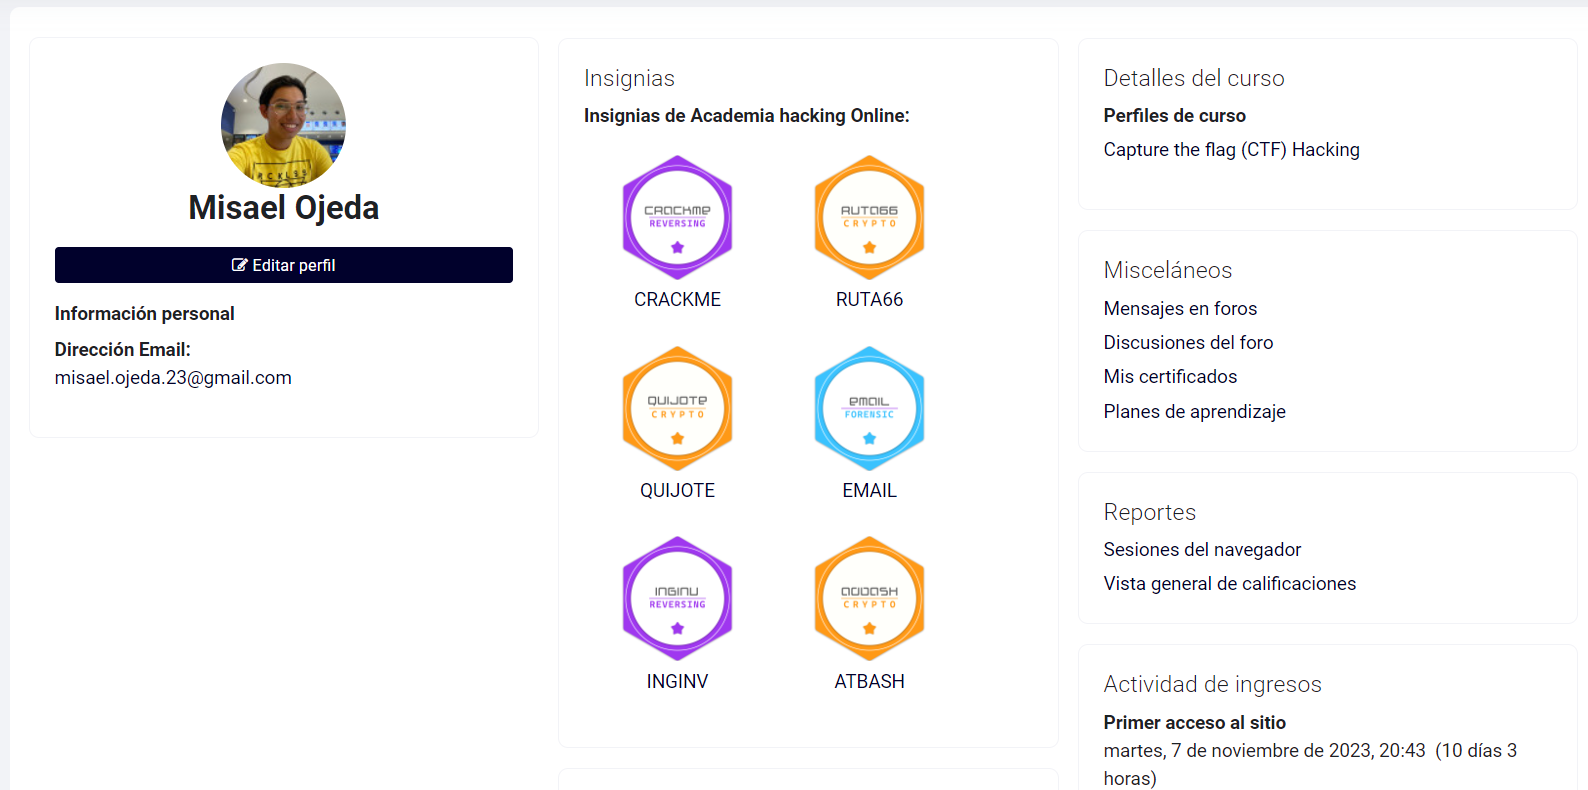 Misael Ojeda
Editar perfil
Información personal
Dirección Email:
misael.ojeda.23@gmail.com
Insignias
Insignias de Academia hacking Online:
CRACKME
REVERSING
CRACKME
RUTA66
CRYPTO
RUTA66
QUIJOTE
CRYPTO
QUIJOTE
EMAIL
FORENSIC
EMAIL
INGINV
REVERSING
INGINV
CRYPTO
ATBASH
Detalles del curso
Perfiles de curso
Capture the flag (CTF) Hacking
Misceláneos
Mensajes en foros
Discusiones del foro
Mis certificados
Planes de aprendizaje
Reportes
Sesiones del navegador
Vista general de calificaciones
Actividad de ingresos
Primer acceso al sitio
martes, 7 de noviembre de 2023, 20:43 (10 días 3
horas)